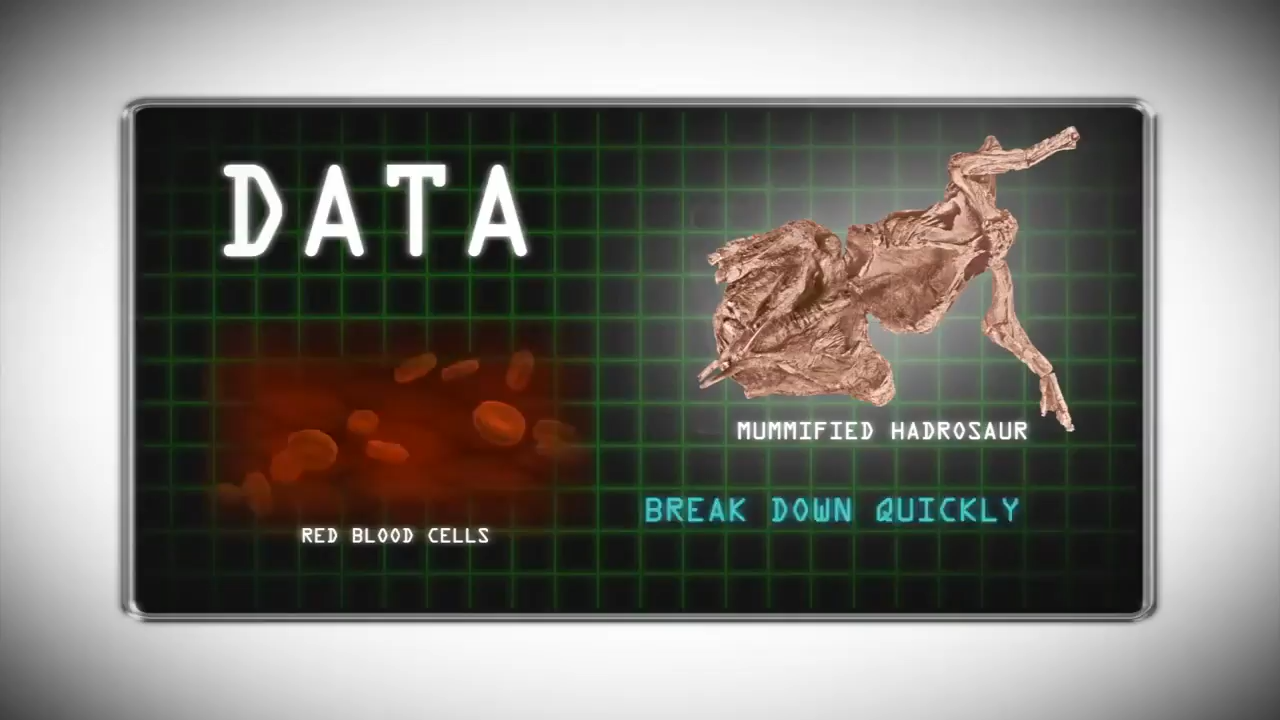 DATA
MUMMIFIED HADROSAUR
BREAK DOWN QUICKLY
RED BLOOD CELLS